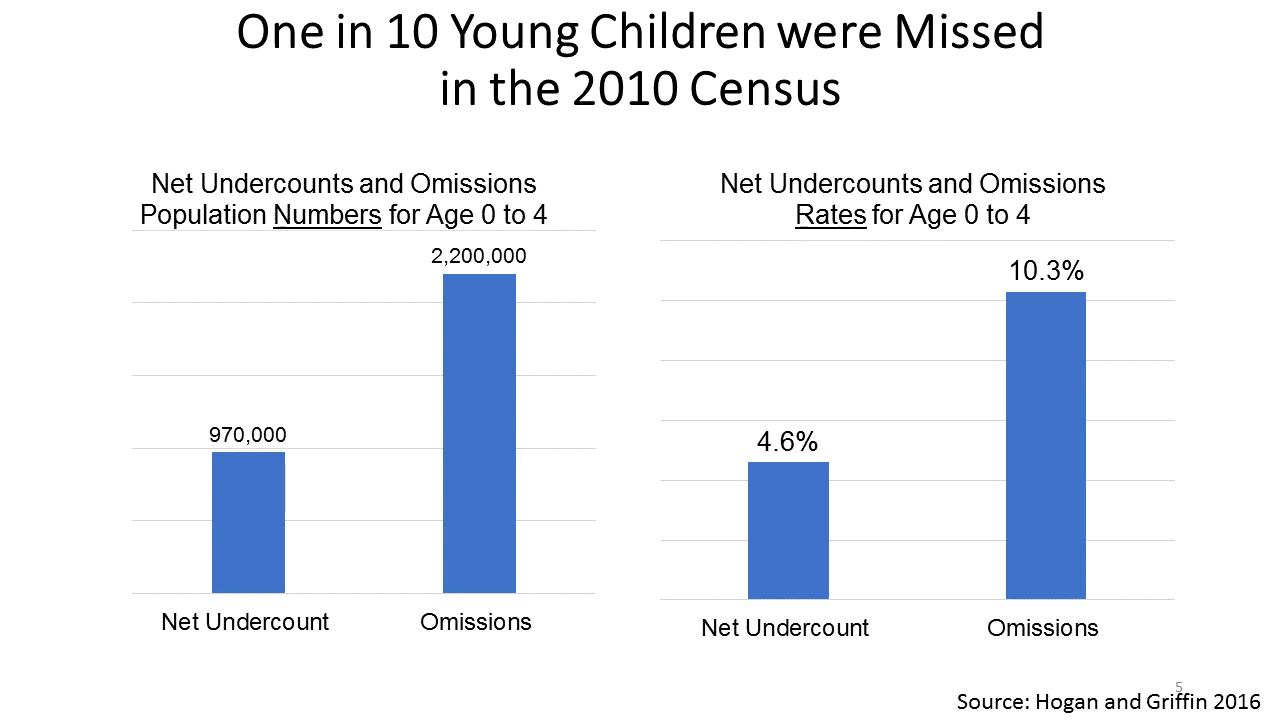 One in 10 Young Children were Missed
in the 2010 Census
Net Undercounts and Omissions
Population Numbers for Age 0 to 4
2,200,000
970,000
Net Undercount
Omissions
Net Undercounts and Omissions
Rates for Age 0 to 4
10.3%
4.6%
Net Undercount
Omissions
5
Source: Hogan and Griffin 2016